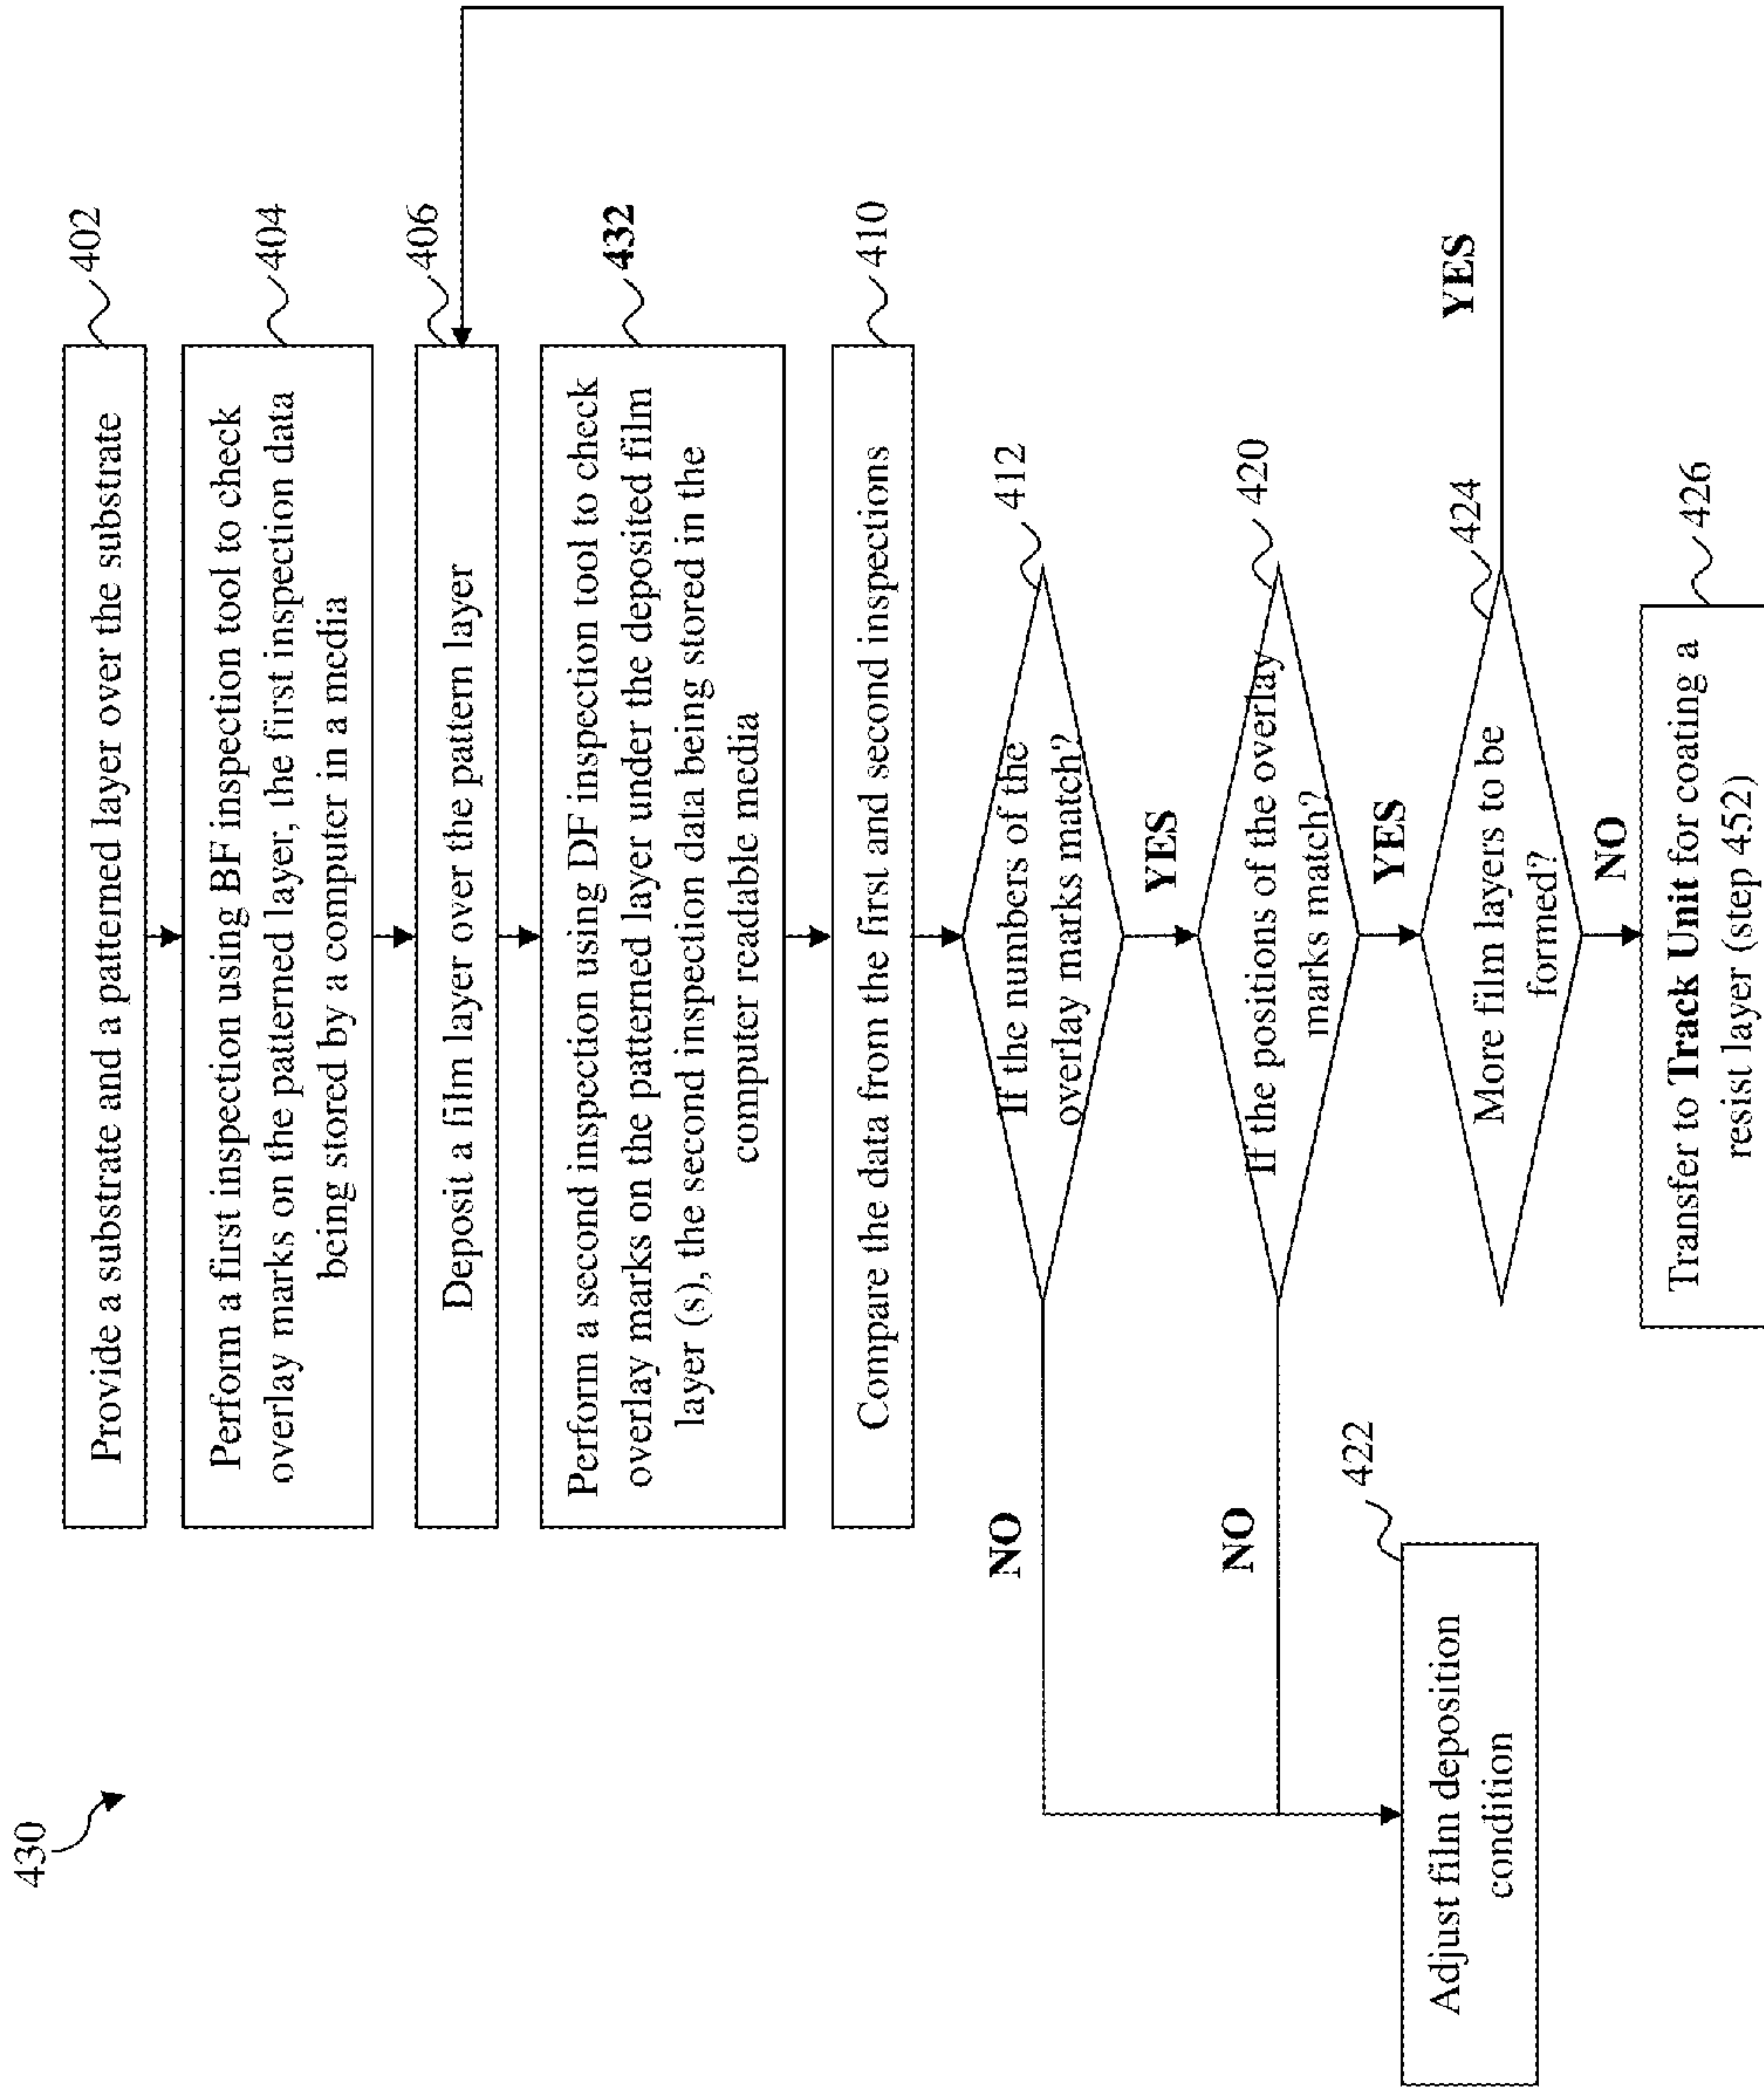 430
Provide a substrate and a patterned layer over the substrate
402
Perform a first inspection using BF inspection tool to check
overlay marks on the patterned layer, the first inspection data
being stored by a computer in a media
404
Deposit a film layer over the pattern layer
406
Perform a second inspection using DF inspection tool to check
overlay marks on the patterned layer under the deposited film
layer (s), the second inspection data being stored in the
computer readable media
432
Compare the data from the first and second inspections
410
If the numbers of the
overlay marks match?
412
NO
YES
If the positions of the overlay
marks match?
420
NO
YES
Adjust film deposition
condition
422
More film layers to be
formed?
424
YES
NO
Transfer to Track Unit for coating a
resist layer (step 452)
426